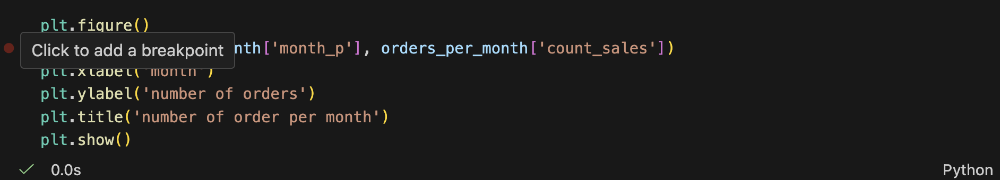 plt.figure()
Click to add a breakpoint
nth['month_p'], orders_per_month['count_sales'])
plt.xlabel('month')
plt.ylabel('number of orders')
plt.title('number of order per month')
plt.show()
0.0s
Python